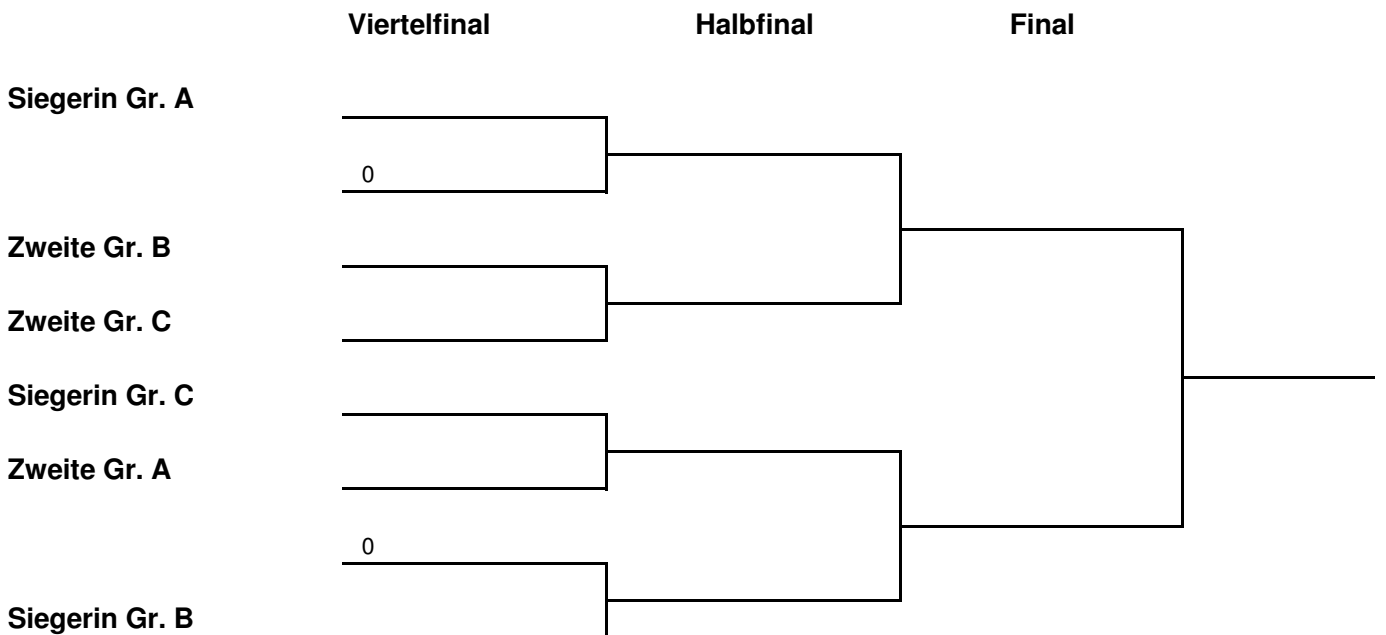 Viertelfinal Halbfinal Final
Siegerin Gr. A
0
Zweite Gr. B
Zweite Gr. C
Siegerin Gr. C
Zweite Gr. A
0
Siegerin Gr. B